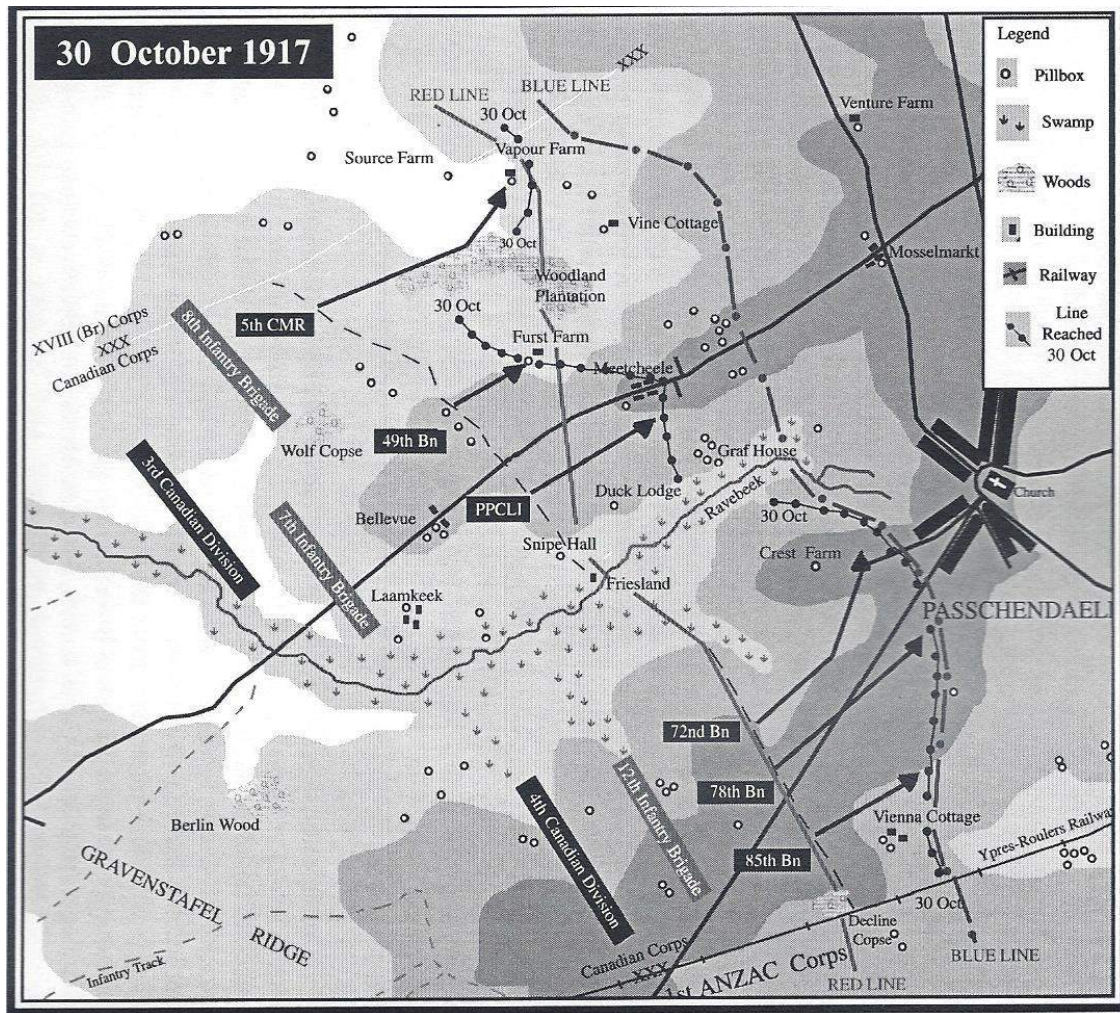 30 October 1917
Legend
Pillbox
Swamp
Woods
Building
Railway
Line
Reached
30 Oct
XXX
BLUE LINE
RED LINE
30 Oct
Vapour Farm
Source Farm
Venture Farm
Vine Cottage
30 Oct
Mosselmarkt
Woodland
Plantation
30 Oct
XVIII (Br) Corps
XXX
Canadian Corps
8th Infantry Brigade
5th CMR
Furst Farm
Meetcheele
49th Bn
Wolf Copse
3rd Canadian Division
Graf House
Duck Lodge
Ravebeek
PPCLI
Bellevue
7th Infantry Brigade
Snipe Hall
30 Oct
Crest Farm
Church
Friesland
Laamkeek
PASSCHENDAELE
72nd Bn
78th Bn
12th Infantry Brigade
4th Canadian Division
85th Bn
Vienna Cottage
Ypres-Roulers Railway
Berlin Wood
GRAVENSTAFEL
RIDGE
Infantry Track
30 Oct
Decline
Copse
Canadian Corps
XXX
1st ANZAC Corps
BLUE LINE
RED LINE